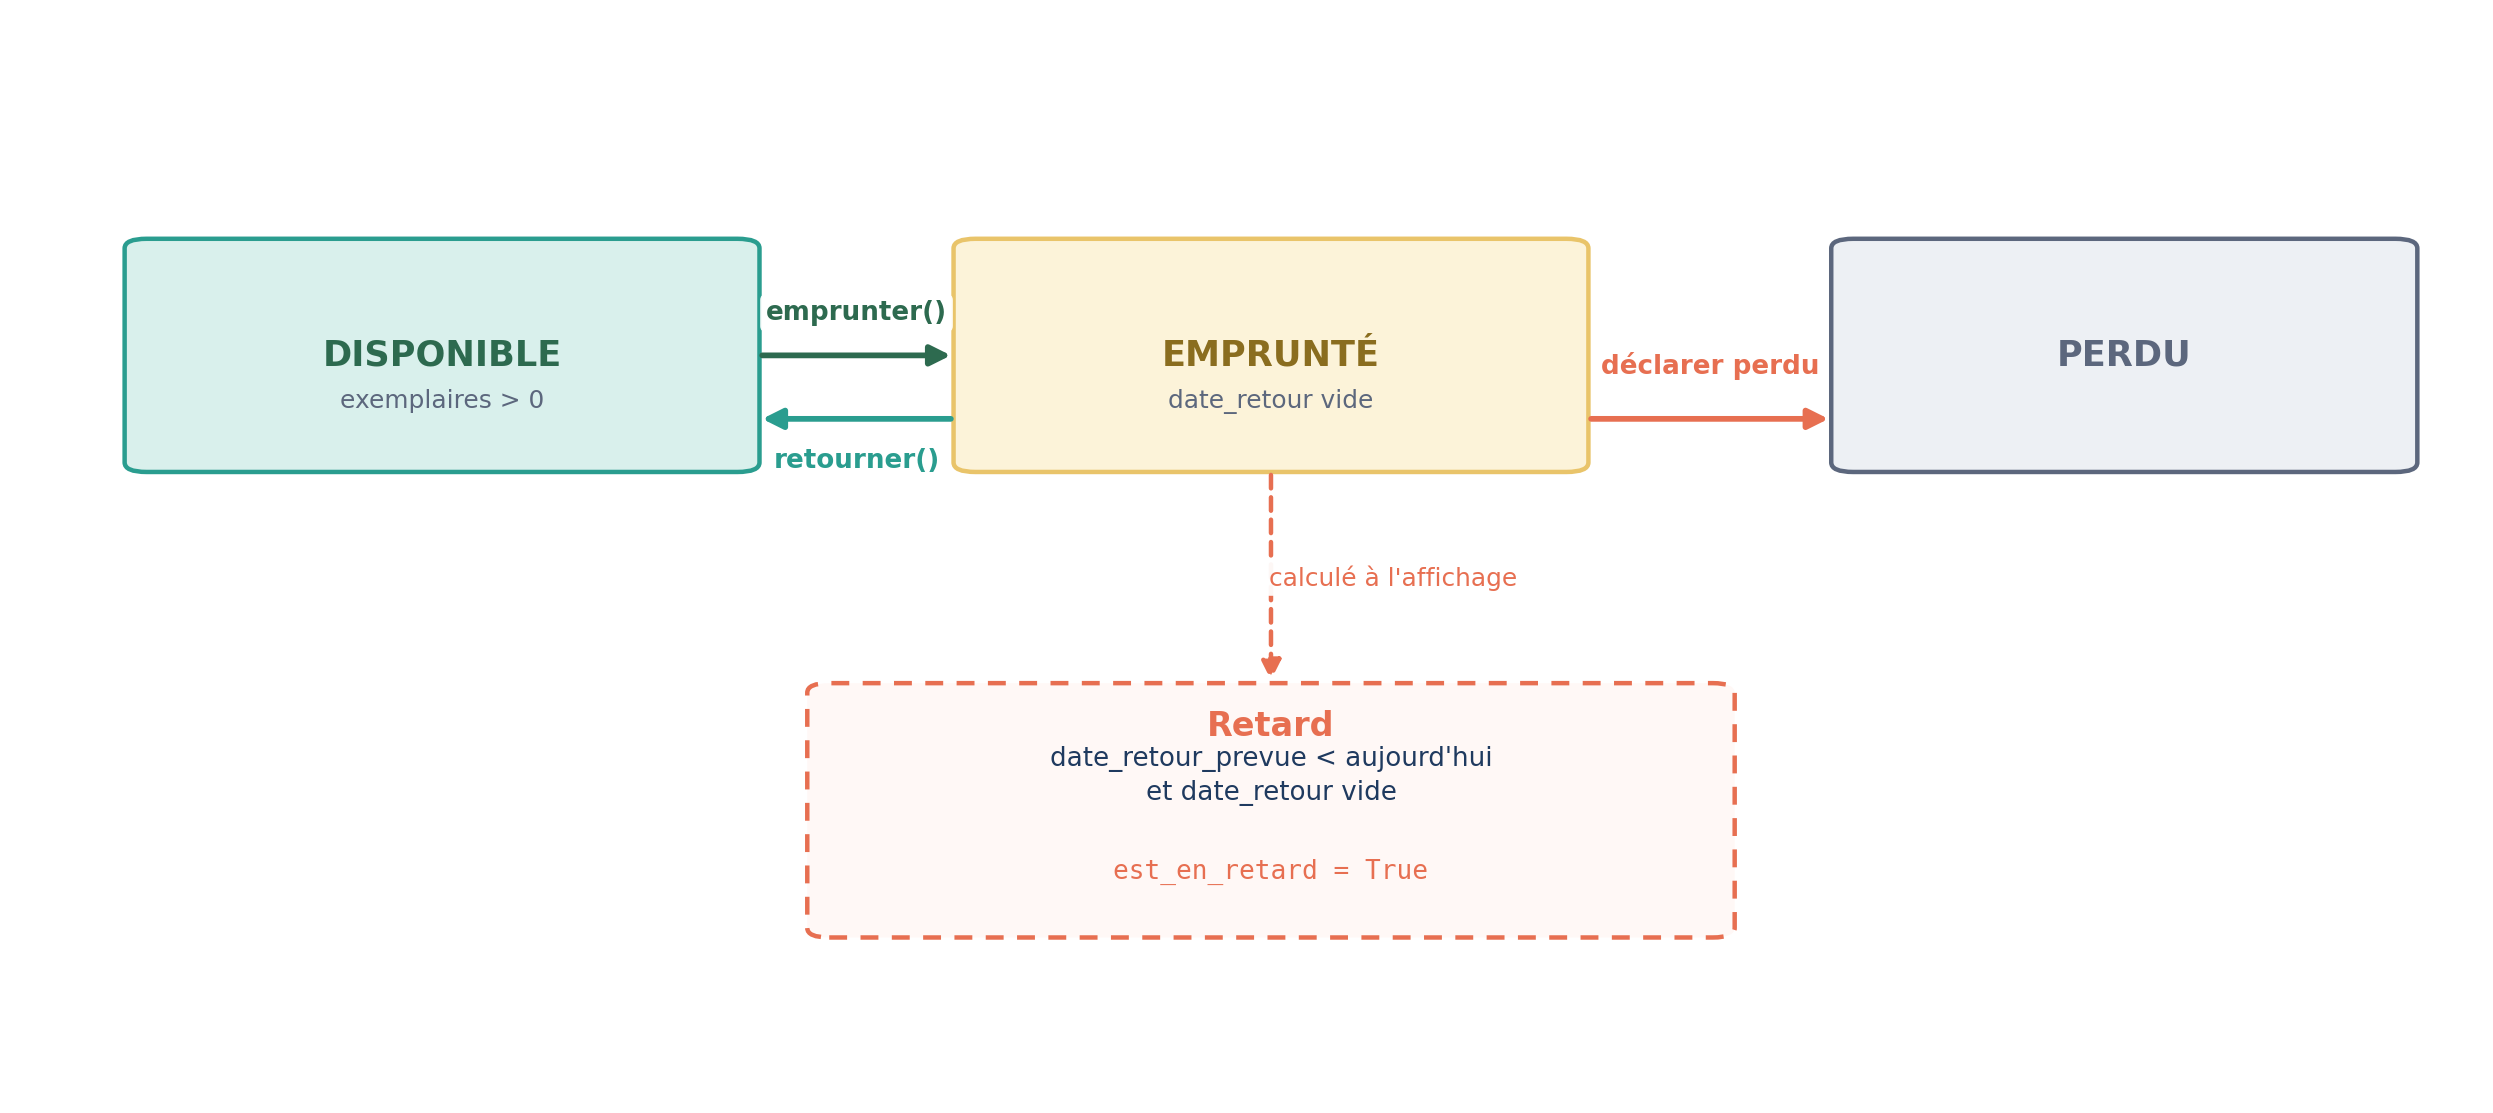 emprunter()
DISPONIBLE
exemplaires > 0
EMPRUNTÉ
date_retour vide
déclarer perdu
PERDU
retourner()
calculé à l'affichage
Retard
date_retour_prevue < aujourd'hui
et date_retour vide
est_en_retard = True